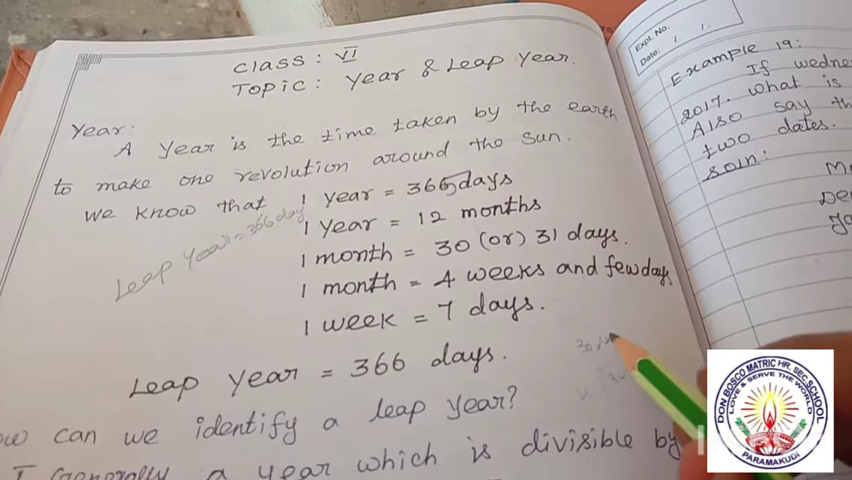 Class : VI
Topic : Year & Leap Year.
Year:
A Year is the time taken by the earth
to make one revolution around the Sun.
We know that 1 year = 365 days
Leap Year = 366 day
1 year = 12 months
1 month = 30 (or) 31 days.
1 month = 4 weeks and few days
1 week = 7 days.
Leap Year = 366 days.
can we identify a leap year?
Generally a year which is divisible by
30
Expt. No.
Date:
Example 19:
If wedne
2017. What is
Also say th
two dates.
Soln:
DON BOSCO MATRIC HR. SEC SCHOOL
LOVE & SERVE THE WORLD
PARAMAKUDI